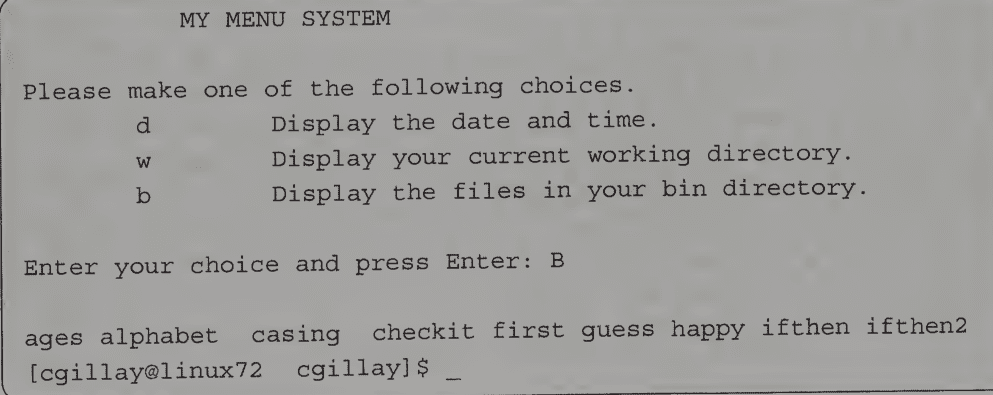 MY MENU SYSTEM
Please make one of the following choices.
d Display the date and time.
w Display your current working directory.
b Display the files in your bin directory.
Enter your choice and press Enter: B
ages alphabet casing checkit first guess happy ifthen ifthen2
[cgillay@linux72 cgillay]$ _